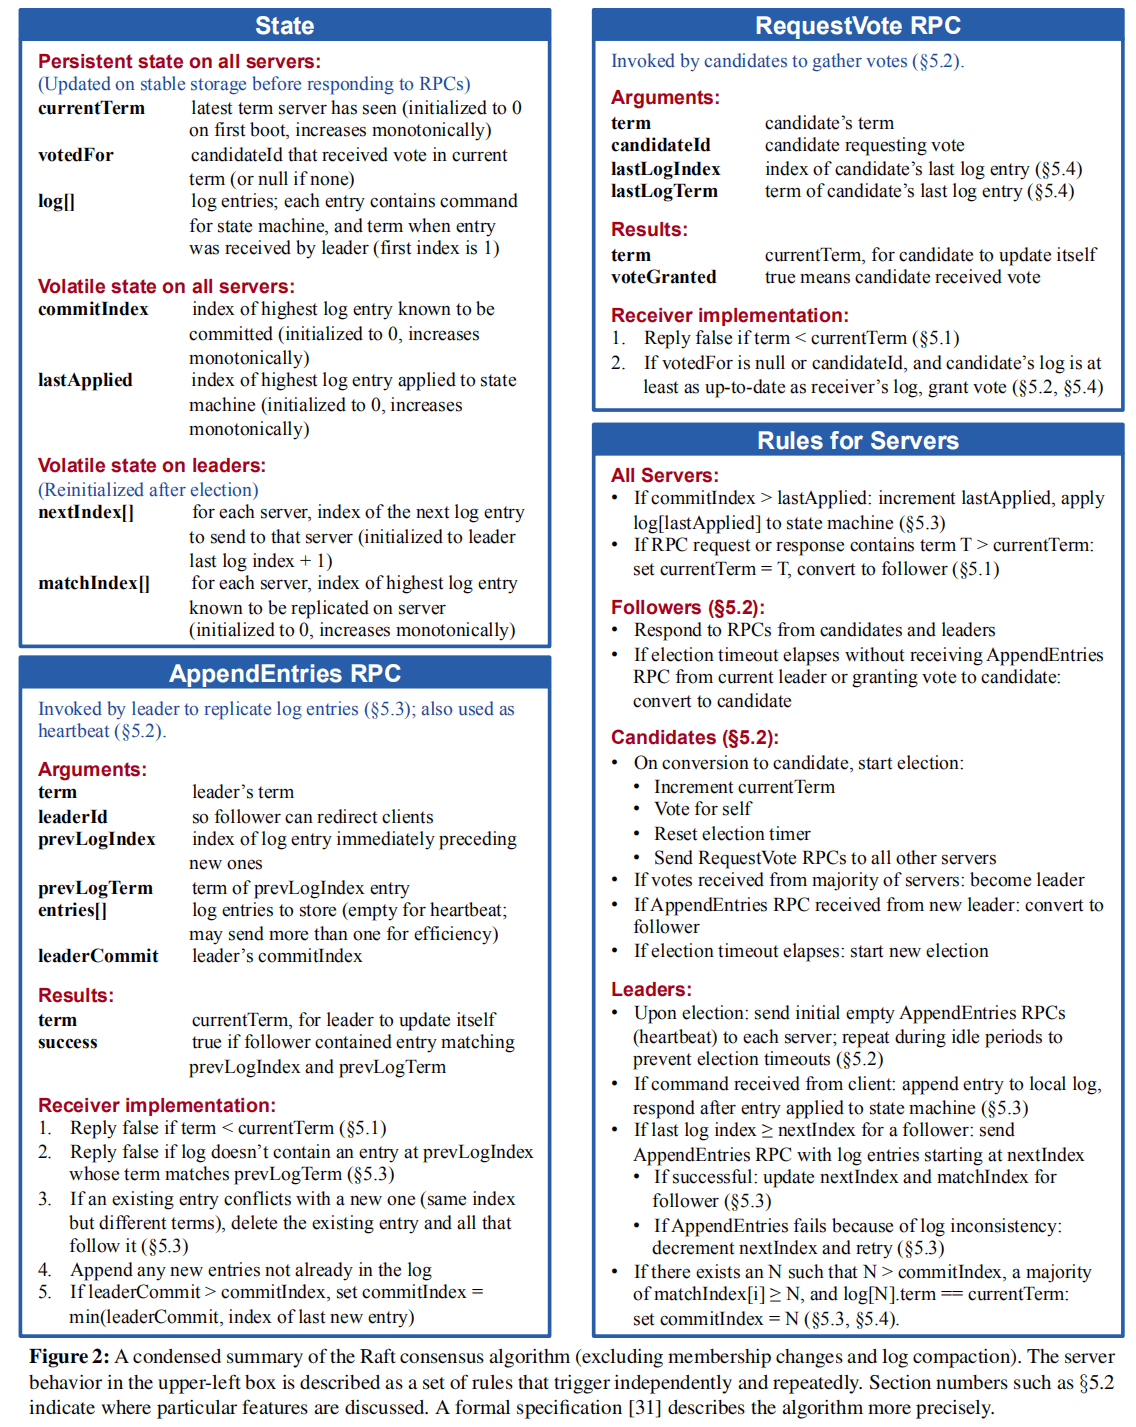 State
Persistent state on all servers:
(Updated on stable storage before responding to RPCs)
currentTerm latest term server has seen (initialized to 0
on first boot, increases monotonically)
votedFor candidateId that received vote in current
term (or null if none)
log[] log entries; each entry contains command
for state machine, and term when entry
was received by leader (first index is 1)
Volatile state on all servers:
commitIndex index of highest log entry known to be
committed (initialized to 0, increases
monotonically)
lastApplied index of highest log entry applied to state
machine (initialized to 0, increases
monotonically)
Volatile state on leaders:
(Reinitialized after election)
nextIndex[] for each server, index of the next log entry
to send to that server (initialized to leader
last log index + 1)
matchIndex[] for each server, index of highest log entry
known to be replicated on server
(initialized to 0, increases monotonically)
AppendEntries RPC
Invoked by leader to replicate log entries (§5.3); also used as
heartbeat (§5.2).
Arguments:
term leader's term
leaderId so follower can redirect clients
prevLogIndex index of log entry immediately preceding
new ones
prevLogTerm term of prevLogIndex entry
entries[] log entries to store (empty for heartbeat;
may send more than one for efficiency)
leaderCommit leader's commitIndex
Results:
term currentTerm, for leader to update itself
success true if follower contained entry matching
prevLogIndex and prevLogTerm
Receiver implementation:
1. Reply false if term < currentTerm (§5.1)
2. Reply false if log doesn't contain an entry at prevLogIndex
whose term matches prevLogTerm (§5.3)
3. If an existing entry conflicts with a new one (same index
but different terms), delete the existing entry and all that
follow it (§5.3)
4. Append any new entries not already in the log
5. If leaderCommit > commitIndex, set commitIndex =
min(leaderCommit, index of last new entry)
RequestVote RPC
Invoked by candidates to gather votes (§5.2).
Arguments:
term candidate's term
candidateId candidate requesting vote
lastLogIndex index of candidate's last log entry (§5.4)
lastLogTerm term of candidate's last log entry (§5.4)
Results:
term currentTerm, for candidate to update itself
voteGranted true means candidate received vote
Receiver implementation:
1. Reply false if term < currentTerm (§5.1)
2. If votedFor is null or candidateId, and candidate's log is at
least as up-to-date as receiver's log, grant vote (§5.2, §5.4)
Rules for Servers
All Servers:
• If commitIndex > lastApplied: increment lastApplied, apply
log[lastApplied] to state machine (§5.3)
• If RPC request or response contains term T > currentTerm:
set currentTerm = T, convert to follower (§5.1)
Followers (§5.2):
• Respond to RPCs from candidates and leaders
• If election timeout elapses without receiving AppendEntries
RPC from current leader or granting vote to candidate:
convert to candidate
Candidates (§5.2):
• On conversion to candidate, start election:
• Increment currentTerm
• Vote for self
• Reset election timer
• Send RequestVote RPCs to all other servers
• If votes received from majority of servers: become leader
• If AppendEntries RPC received from new leader: convert to
follower
• If election timeout elapses: start new election
Leaders:
• Upon election: send initial empty AppendEntries RPCs
(heartbeat) to each server; repeat during idle periods to
prevent election timeouts (§5.2)
• If command received from client: append entry to local log,
respond after entry applied to state machine (§5.3)
• If last log index ≥ nextIndex for a follower: send
AppendEntries RPC with log entries starting at nextIndex
• If successful: update nextIndex and matchIndex for
follower (§5.3)
• If AppendEntries fails because of log inconsistency:
decrement nextIndex and retry (§5.3)
• If there exists an N such that N > commitIndex, a majority
of matchIndex[i] ≥ N, and log[N].term == currentTerm:
set commitIndex = N (§5.3, §5.4).
Figure 2: A condensed summary of the Raft consensus algorithm (excluding membership changes and log compaction). The server
behavior in the upper-left box is described as a set of rules that trigger independently and repeatedly. Section numbers such as §5.2
indicate where particular features are discussed. A formal specification [31] describes the algorithm more precisely.